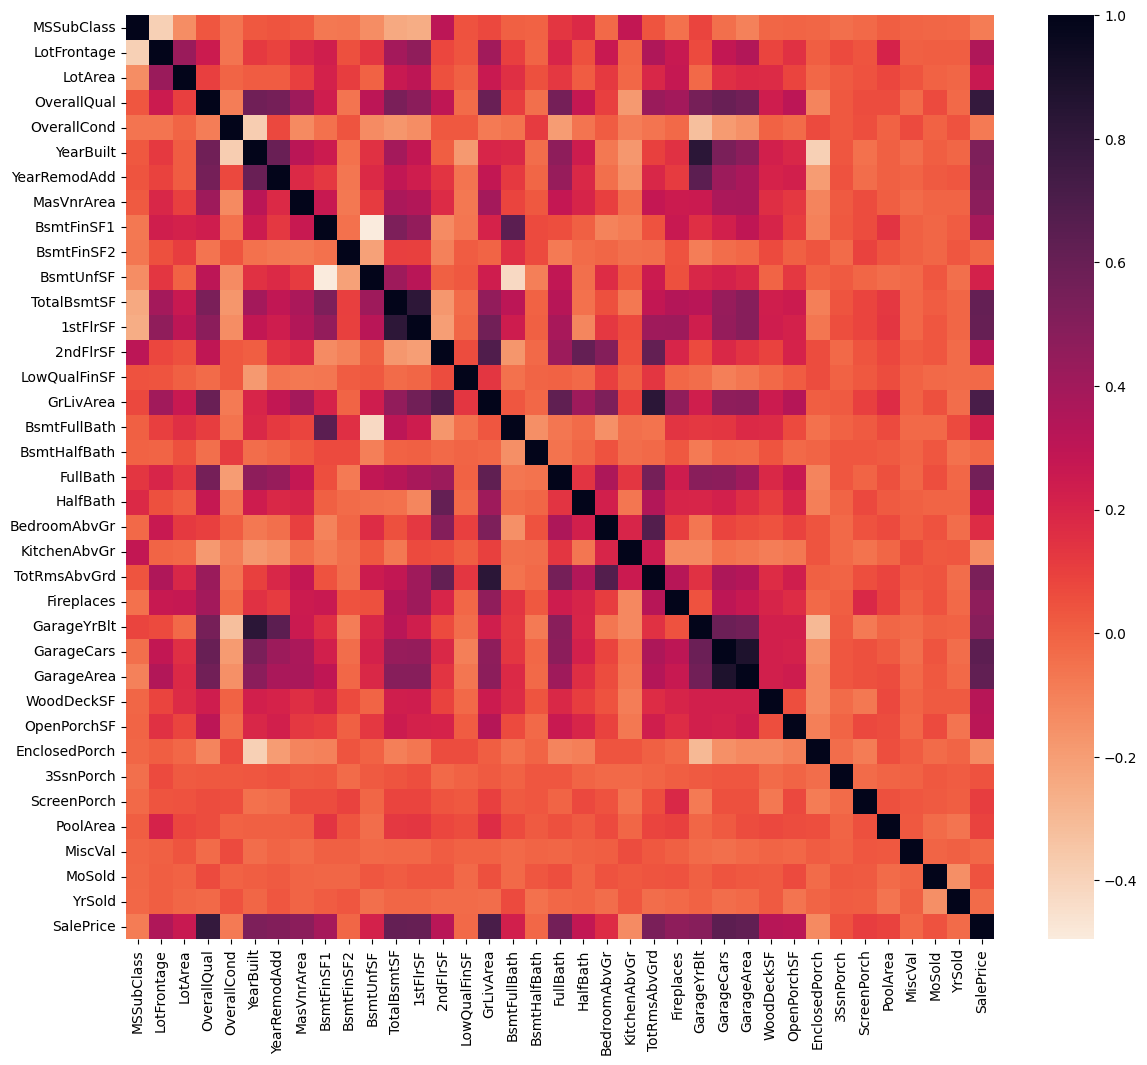 MSSubClass
LotFrontage
LotArea
OverallQual
OverallCond
YearBuilt
YearRemodAdd
MasVnrArea
BsmtFinSF1
BsmtFinSF2
BsmtUnfSF
TotalBsmtSF
1stFlrSF
2ndFlrSF
LowQualFinSF
GrLivArea
BsmtFullBath
BsmtHalfBath
FullBath
HalfBath
BedroomAbvGr
KitchenAbvGr
TotRmsAbvGrd
Fireplaces
GarageYrBlt
GarageCars
GarageArea
WoodDeckSF
OpenPorchSF
EnclosedPorch
3SsnPorch
ScreenPorch
PoolArea
MiscVal
MoSold
YrSold
SalePrice
MSSubClass
LotFrontage
LotArea
OverallQual
OverallCond
YearBuilt
YearRemodAdd
MasVnrArea
BsmtFinSF1
BsmtFinSF2
BsmtUnfSF
TotalBsmtSF
1stFlrSF
2ndFlrSF
LowQualFinSF
GrLivArea
BsmtFullBath
BsmtHalfBath
FullBath
HalfBath
BedroomAbvGr
KitchenAbvGr
TotRmsAbvGrd
Fireplaces
GarageYrBlt
GarageCars
GarageArea
WoodDeckSF
OpenPorchSF
EnclosedPorch
3SsnPorch
ScreenPorch
PoolArea
MiscVal
MoSold
YrSold
SalePrice
1.0
0.8
0.6
0.4
0.2
0.0
−0.2
−0.4